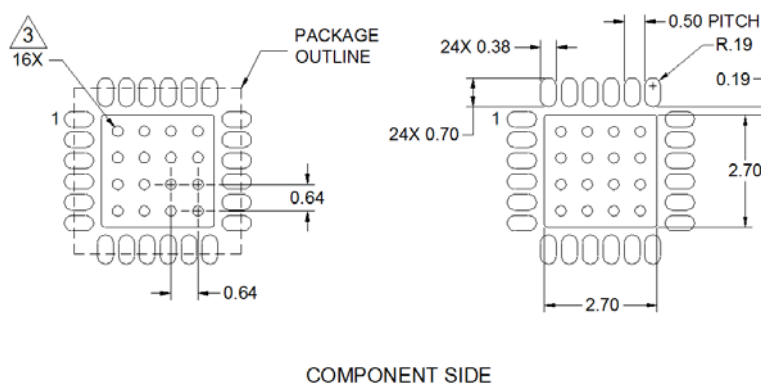 3
16X
PACKAGE
OUTLINE
1
0.64
0.64
24X 0.38
0.50 PITCH
R.19
0.19
24X 0.70
1
2.70
2.70
COMPONENT SIDE